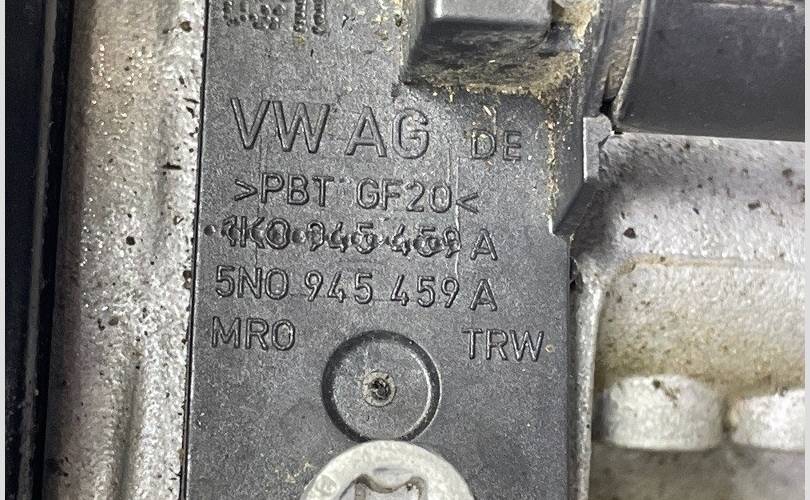 VW AG DE
>PBT GF20<
1K0 945 459 A
5N0 945 459 A
MRO TRW